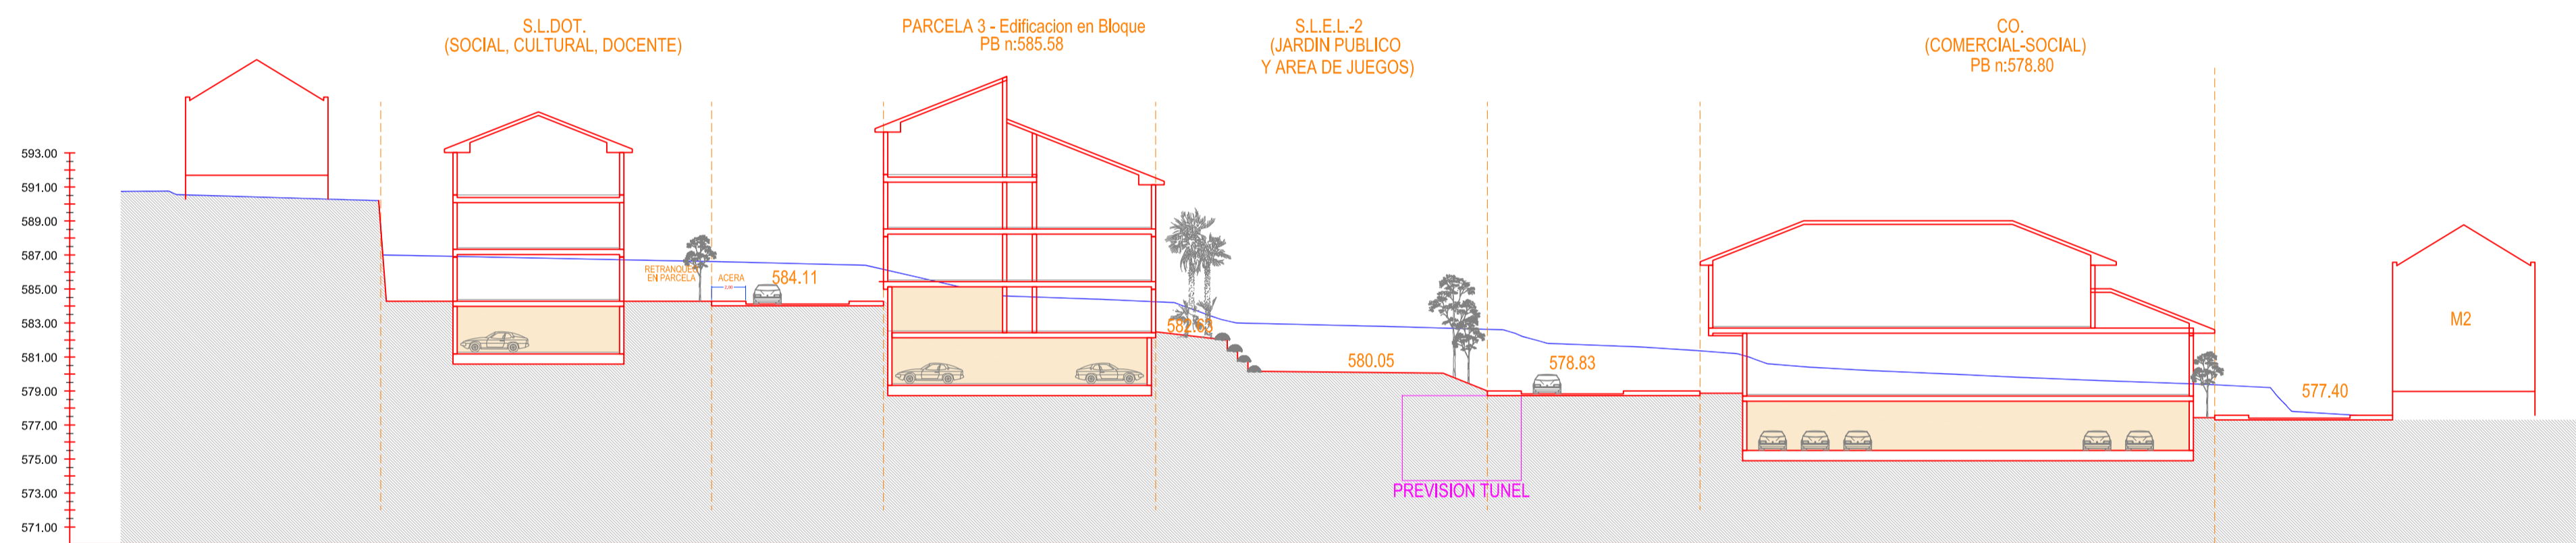 S.L.DOT.
(SOCIAL, CULTURAL, DOCENTE)
PARCELA 3 - Edificacion en Bloque
PB n:585.58
S.L.E.L.-2
(JARDIN PUBLICO
Y AREA DE JUEGOS)
CO.
(COMERCIAL-SOCIAL)
PB n:578.80
593.00
591.00
589.00
587.00
585.00
583.00
581.00
579.00
577.00
575.00
573.00
571.00
RETRANQUEO
EN PARCELA
ACERA
584.11
582.63
580.05
578.83
577.40
M2
PREVISION TUNEL